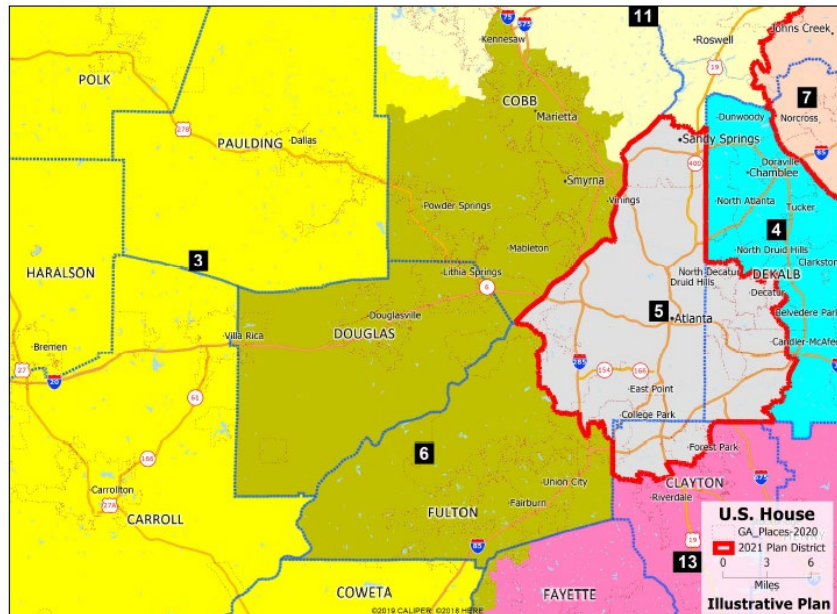 11
Johns Creek
Roswell
75
575
Kennesaw
19
7
POLK
COBB
Marietta
Dunwoody
Norcross
278
PAULDING
Dallas
Sandy Springs
85
400
Doraville
Chamblee
Smyrna
Vinings
North Atlanta
Tucker
Powder Springs
4
3
Mableton
North Druid Hills
Clarkston
HARALSON
Lithia Springs
North Decatur
DEKALB
Druid Hills
6
Decatur
Douglasville
5
Atlanta
Belvedere Park
DOUGLAS
Bremen
Villa Rica
Candler-McAfee
27
20
285
154
166
61
East Point
College Park
6
Forest Park
166
Union City
CLAYTON
675
Carrollton
Riverdale
27A
Fairburn
FULTON
CARROLL
19
85
13
COWETA
FAYETTE
U.S. House
GA_Places-2020
2021 Plan District
0 3 6
Miles
©2019 CALIPER; ©2018 HERE
Illustrative Plan